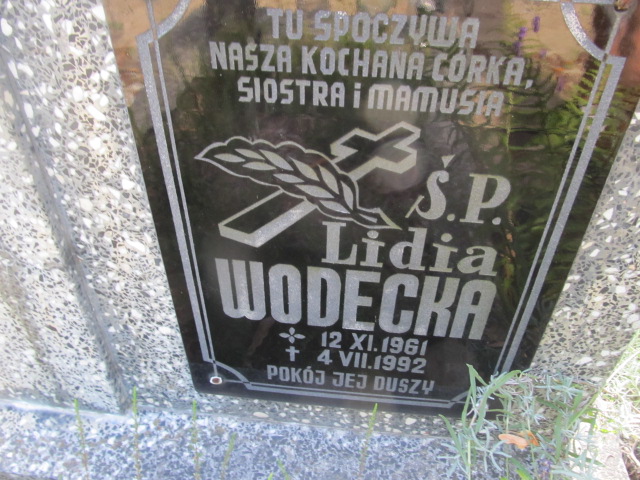 TU SPOCZYWA
NASZA KOCHANA CÓRKA,
SIOSTRA i MAMUSIA
Ś.P.
Lidia
WODECKA
12 XI.1961
4 VII.1992
POKÓJ JEJ DUSZY